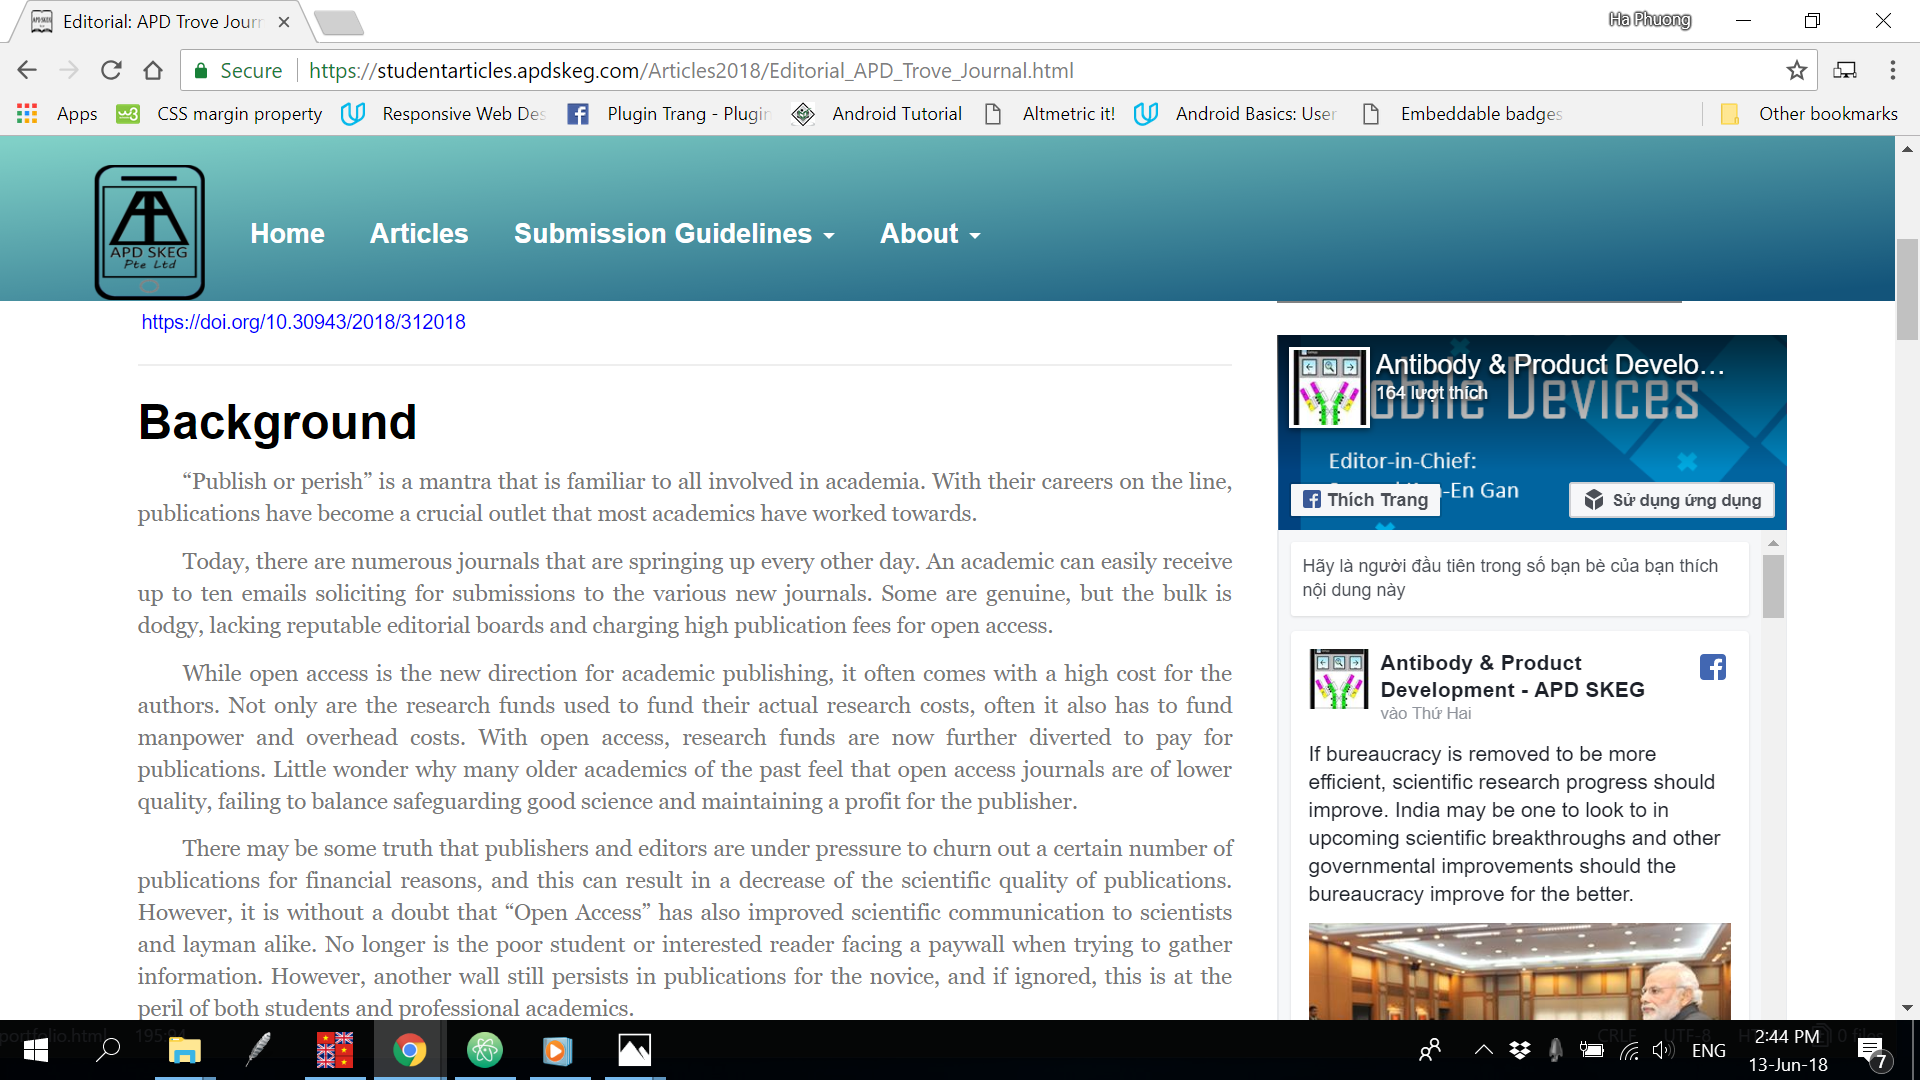 Editorial: APD Trove Jour
Ha Phuong
Secure
https://studentarticles.apdskeg.com/Articles2018/Editorial_APD_Trove_Journal.html
Apps
CSS margin property
Responsive Web Des
Plugin Trang - Plugin
Android Tutorial
Altmetric it!
Android Basics: User
Embeddable badges
Other bookmarks
APD SKEG
Pte Ltd
Home
Articles
Submission Guidelines
About
https://doi.org/10.30943/2018/312018
Background
“Publish or perish” is a mantra that is familiar to all involved in academia. With their careers on the line,
publications have become a crucial outlet that most academics have worked towards.
Today, there are numerous journals that are springing up every other day. An academic can easily receive
up to ten emails soliciting for submissions to the various new journals. Some are genuine, but the bulk is
dodgy, lacking reputable editorial boards and charging high publication fees for open access.
While open access is the new direction for academic publishing, it often comes with a high cost for the
authors. Not only are the research funds used to fund their actual research costs, often it also has to fund
manpower and overhead costs. With open access, research funds are now further diverted to pay for
publications. Little wonder why many older academics of the past feel that open access journals are of lower
quality, failing to balance safeguarding good science and maintaining a profit for the publisher.
There may be some truth that publishers and editors are under pressure to churn out a certain number of
publications for financial reasons, and this can result in a decrease of the scientific quality of publications.
However, it is without a doubt that “Open Access” has also improved scientific communication to scientists
and layman alike. No longer is the poor student or interested reader facing a paywall when trying to gather
information. However, another wall still persists in publications for the novice, and if ignored, this is at the
peril of both students and professional academics.
Antibody & Product Develo...
164 lượt thích
obile Devices
Editor-in-Chief:
-En Gan
Thích Trang
Sử dụng ứng dụng
Hãy là người đầu tiên trong số bạn bè của bạn thích
nội dung này
Antibody & Product
Development - APD SKEG
vào Thứ Hai
If bureaucracy is removed to be more
efficient, scientific research progress should
improve. India may be one to look to in
upcoming scientific breakthroughs and other
governmental improvements should the
bureaucracy improve for the better.
portfolio.html
CRLF
UTF-8
0 files
ENG
2:44 PM
13-Jun-18
7